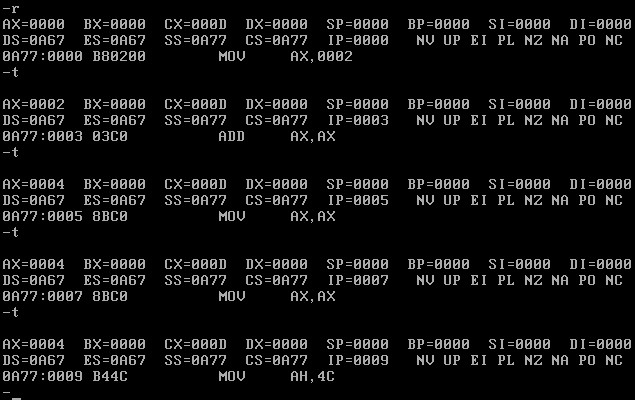 -r
AX=0000  BX=0000  CX=000D  DX=0000  SP=0000  BP=0000  SI=0000  DI=0000
DS=0A67  ES=0A67  SS=0A77  CS=0A77  IP=0000   NV UP EI PL NZ NA PO NC
0A77:0000 B80200        MOV     AX,0002
-t

AX=0002  BX=0000  CX=000D  DX=0000  SP=0000  BP=0000  SI=0000  DI=0000
DS=0A67  ES=0A67  SS=0A77  CS=0A77  IP=0003   NV UP EI PL NZ NA PO NC
0A77:0003 03C0          ADD     AX,AX
-t

AX=0004  BX=0000  CX=000D  DX=0000  SP=0000  BP=0000  SI=0000  DI=0000
DS=0A67  ES=0A67  SS=0A77  CS=0A77  IP=0005   NV UP EI PL NZ NA PO NC
0A77:0005 8BC0          MOV     AX,AX
-t

AX=0004  BX=0000  CX=000D  DX=0000  SP=0000  BP=0000  SI=0000  DI=0000
DS=0A67  ES=0A67  SS=0A77  CS=0A77  IP=0007   NV UP EI PL NZ NA PO NC
0A77:0007 8BC0          MOV     AX,AX
-t

AX=0004  BX=0000  CX=000D  DX=0000  SP=0000  BP=0000  SI=0000  DI=0000
DS=0A67  ES=0A67  SS=0A77  CS=0A77  IP=0009   NV UP EI PL NZ NA PO NC
0A77:0009 B44C          MOV     AH,4C
-_